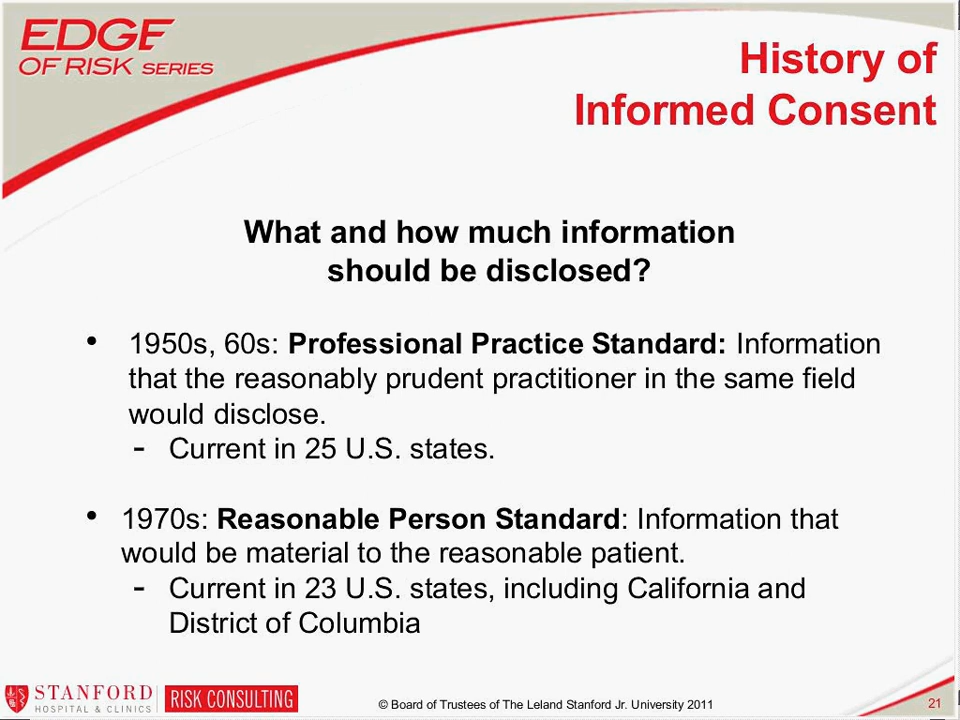 EDGE
OF RISK SERIES
History of
Informed Consent
What and how much information
should be disclosed?
• 1950s, 60s: Professional Practice Standard: Information
that the reasonably prudent practitioner in the same field
would disclose.
- Current in 25 U.S. states.
• 1970s: Reasonable Person Standard: Information that
would be material to the reasonable patient.
- Current in 23 U.S. states, including California and
District of Columbia
STANFORD
HOSPITAL & CLINICS
RISK CONSULTING
© Board of Trustees of The Leland Stanford Jr. University 2011
21